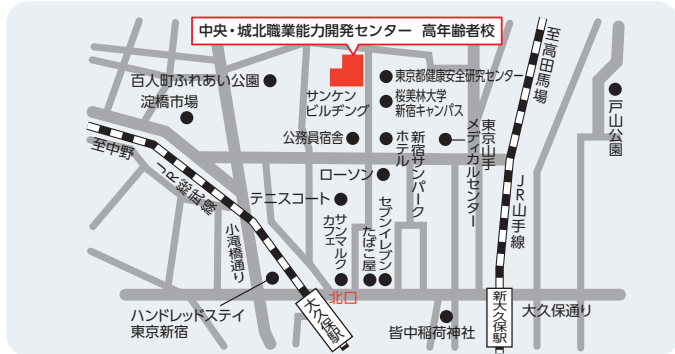 中央・城北職業能力開発センター 高年齢者校
至高田馬場
百人町ふれあい公園
淀橋市場
サンケン
ビルヂング
東京都健康安全研究センター
桜美林大学
新宿キャンパス
戸山公園
公務員宿舎
新宿サンパーク
ホテル
東京山手
メディカルセンター
至中野
JR総武線
ローソン
JR山手線
テニスコート
小滝橋通り
サンマルク
カフェ
たばこ屋
セブンイレブン
北口
ハンドレッドステイ
東京新宿
大久保駅
皆中稲荷神社
新大久保駅
大久保通り